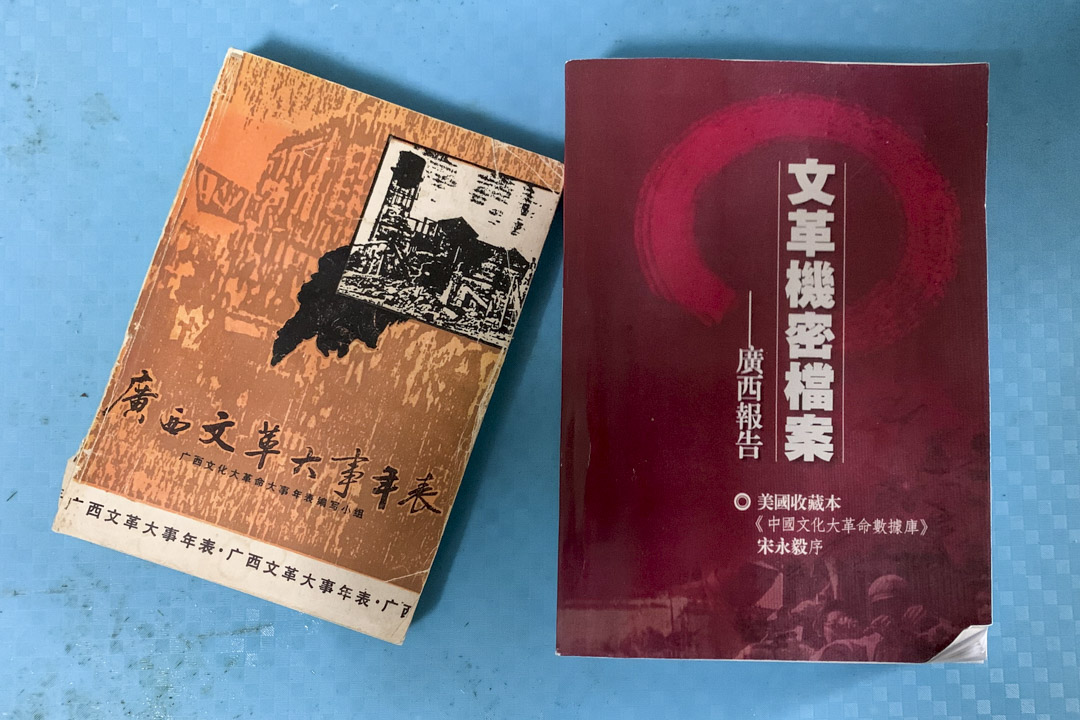 廣西文革大事年表
广西文化大革命大事年表编写小组
广西文革大事年表·广西文革大事年表·广西
文革機密檔案
——廣西報告
美國收藏本
《中國文化大革命數據庫》
宋永毅序